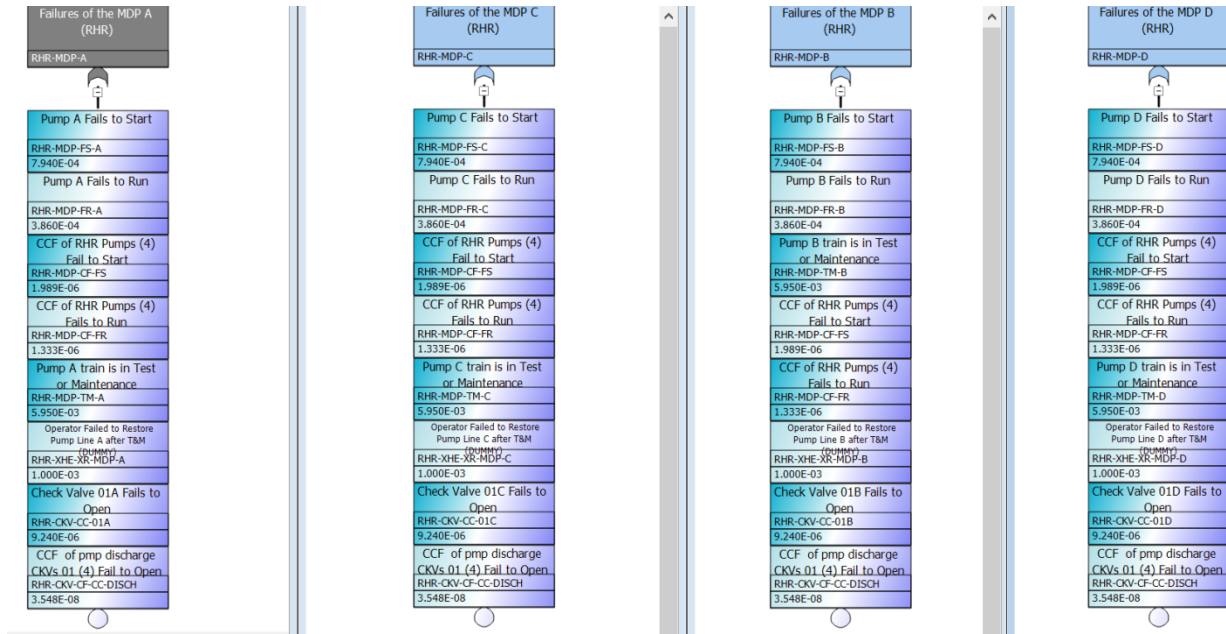 Failures of the MDP A
(RHR)
RHR-MDP-A
Pump A Fails to Start
RHR-MDP-FS-A
7.940E-04
Pump A Fails to Run
RHR-MDP-FR-A
3.860E-04
CCF of RHR Pumps (4)
Fail to Start
RHR-MDP-CF-FS
1.989E-06
CCF of RHR Pumps (4)
Fails to Run
RHR-MDP-CF-FR
1.333E-06
Pump A train is in Test
or Maintenance
RHR-MDP-TM-A
5.950E-03
Operator Failed to Restore
Pump Line A after T&M
(DUMMY)
RHR-XHE-XR-MDP-A
1.000E-03
Check Valve 01A Fails to
Open
RHR-CKV-CC-01A
9.240E-06
CCF of pmp discharge
CKVs 01 (4) Fail to Open
RHR-CKV-CF-CC-DISCH
3.548E-08
Failures of the MDP C
(RHR)
RHR-MDP-C
Pump C Fails to Start
RHR-MDP-FS-C
7.940E-04
Pump C Fails to Run
RHR-MDP-FR-C
3.860E-04
CCF of RHR Pumps (4)
Fail to Start
RHR-MDP-CF-FS
1.989E-06
CCF of RHR Pumps (4)
Fails to Run
RHR-MDP-CF-FR
1.333E-06
Pump C train is in Test
or Maintenance
RHR-MDP-TM-C
5.950E-03
Operator Failed to Restore
Pump Line C after T&M
(DUMMY)
RHR-XHE-XR-MDP-C
1.000E-03
Check Valve 01C Fails to
Open
RHR-CKV-CC-01C
9.240E-06
CCF of pmp discharge
CKVs 01 (4) Fail to Open
RHR-CKV-CF-CC-DISCH
3.548E-08
Failures of the MDP B
(RHR)
RHR-MDP-B
Pump B Fails to Start
RHR-MDP-FS-B
7.940E-04
Pump B Fails to Run
RHR-MDP-FR-B
3.860E-04
Pump B train is in Test
or Maintenance
RHR-MDP-TM-B
5.950E-03
CCF of RHR Pumps (4)
Fail to Start
RHR-MDP-CF-FS
1.989E-06
CCF of RHR Pumps (4)
Fails to Run
RHR-MDP-CF-FR
1.333E-06
Operator Failed to Restore
Pump Line B after T&M
(DUMMY)
RHR-XHE-XR-MDP-B
1.000E-03
Check Valve 01B Fails to
Open
RHR-CKV-CC-01B
9.240E-06
CCF of pmp discharge
CKVs 01 (4) Fail to Open
RHR-CKV-CF-CC-DISCH
3.548E-08
Failures of the MDP D
(RHR)
RHR-MDP-D
Pump D Fails to Start
RHR-MDP-FS-D
7.940E-04
Pump D Fails to Run
RHR-MDP-FR-D
3.860E-04
CCF of RHR Pumps (4)
Fail to Start
RHR-MDP-CF-FS
1.989E-06
CCF of RHR Pumps (4)
Fails to Run
RHR-MDP-CF-FR
1.333E-06
Pump D train is in Test
or Maintenance
RHR-MDP-TM-D
5.950E-03
Operator Failed to Restore
Pump Line D after T&M
(DUMMY)
RHR-XHE-XR-MDP-D
1.000E-03
Check Valve 01D Fails to
Open
RHR-CKV-CC-01D
9.240E-06
CCF of pmp discharge
CKVs 01 (4) Fail to Open
RHR-CKV-CF-CC-DISCH
3.548E-08